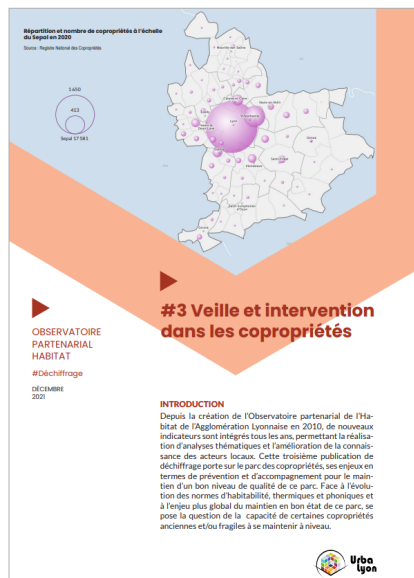 Répartition et nombre de copropriétés à l'échelle
du Sepal en 2020
Source : Registre National des Copropriétés
5 650
453
Sepal 17 581
Lyon
Villeurbanne
#3 Veille et intervention
dans les copropriétés
OBSERVATOIRE
PARTENARIAL
HABITAT
#Déchiffrage
DÉCEMBRE
2021
INTRODUCTION
Depuis la création de l'Observatoire partenarial de l'Ha-
bitat de l'Agglomération Lyonnaise en 2010, de nouveaux
indicateurs sont intégrés tous les ans, permettant la réalisa-
tion d'analyses thématiques et l'amélioration de la connais-
sance des acteurs locaux. Cette troisième publication de
déchiffrage porte sur le parc des copropriétés, ses enjeux en
termes de prévention et d'accompagnement pour le main-
tien d'un bon niveau de qualité de ce parc. Face à l'évolu-
tion des normes d'habitabilité, thermiques et phoniques et
à l'enjeu plus global du maintien en bon état de ce parc, se
pose la question de la capacité de certaines copropriétés
anciennes et/ou fragiles à se maintenir à niveau.
Urba
Lyon